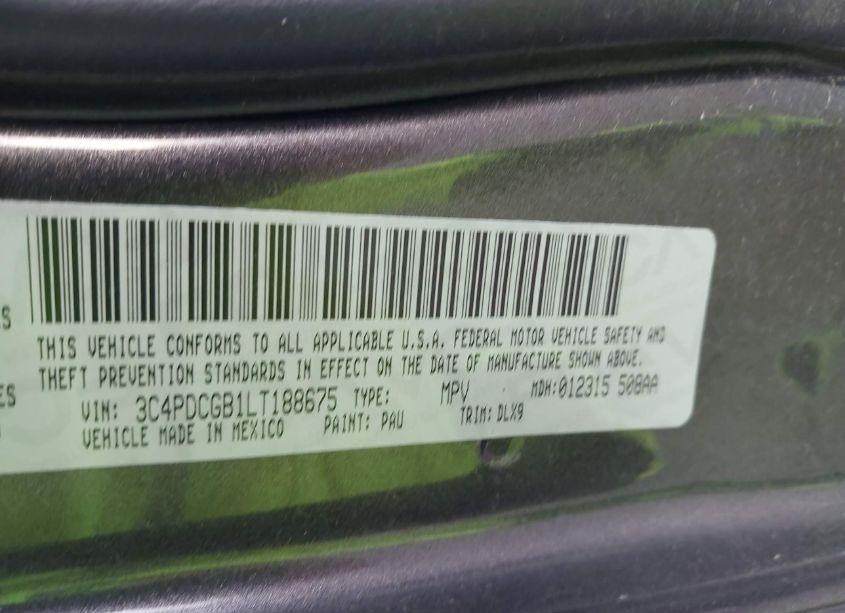 THIS VEHICLE CONFORMS TO ALL APPLICABLE U.S.A. FEDERAL MOTOR VEHICLE SAFETY AND
THEFT PREVENTION STANDARDS IN EFFECT ON THE DATE OF MANUFACTURE SHOWN ABOVE.
VIN: 3C4PDCGB1LT188675 TYPE: MPV MDH:012315 508AA
VEHICLE MADE IN MEXICO PAINT: PAU TRIM: DLX9